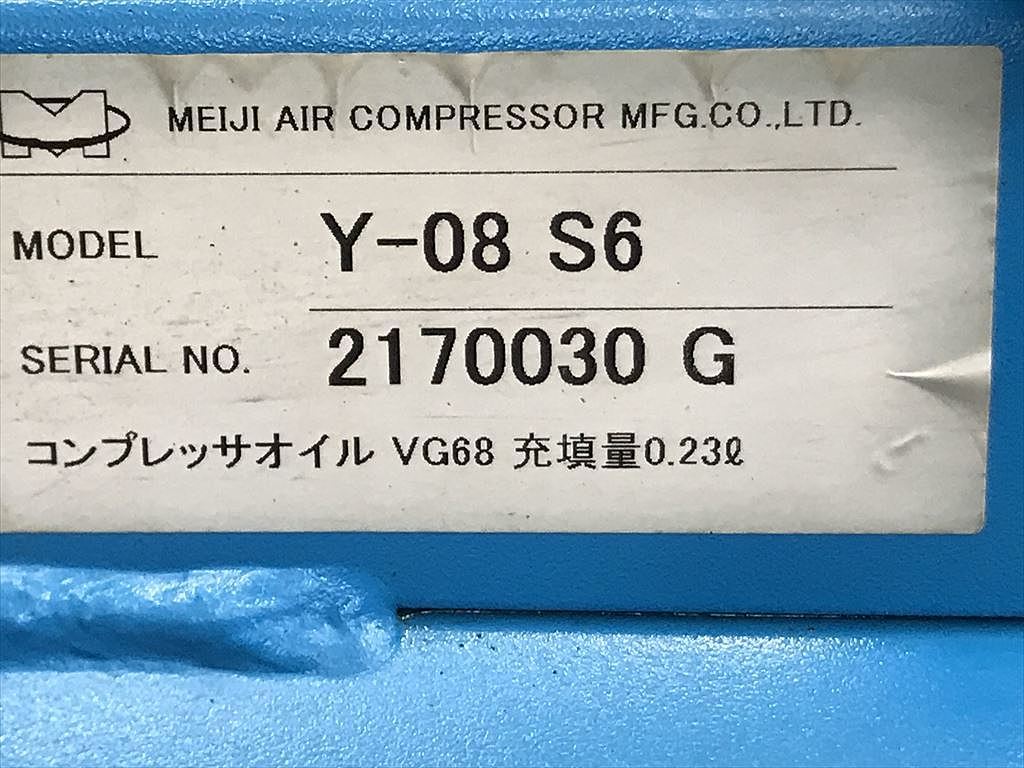 MEIJI AIR COMPRESSOR MFG.CO.,LTD.
MODEL Y-08 S6
SERIAL NO. 2170030 G
コンプレッサオイル VG68 充填量0.23ℓ